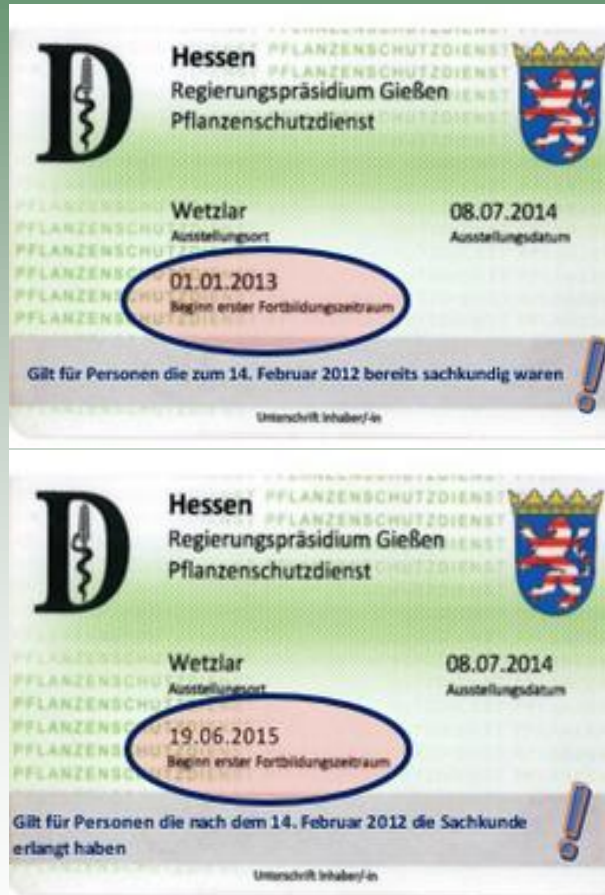 D
Hessen
Regierungspräsidium Gießen
Pflanzenschutzdienst
PFLANZENSCHUTZDIENST
PFLANZENSCHUTZDIENST
Wetzlar
08.07.2014
Ausstellungsort
Ausstellungsdatum
01.01.2013
Beginn erster Fortbildungszeitraum
Gilt für Personen die zum 14. Februar 2012 bereits sachkundig waren
!
Unterschrift Inhaber/-in
D
Hessen
PFLANZENSCHUTZDIENST
Regierungspräsidium Gießen
Pflanzenschutzdienst
Wetzlar
08.07.2014
Ausstellungsort
Ausstellungsdatum
19.06.2015
Beginn erster Fortbildungszeitraum
Gilt für Personen die nach dem 14. Februar 2012 die Sachkunde
erlangt haben
!
Unterschrift Inhaber/-in